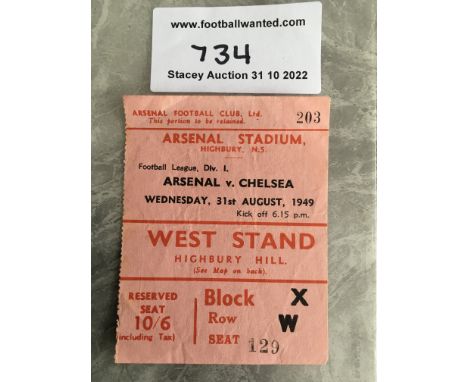 www.footballwanted.com
734
Stacey Auction 31 10 2022
ARSENAL FOOTBALL CLUB, Ltd.
This portion to be retained.
203
ARSENAL STADIUM,
HIGHBURY, N.5.
Football League, Div. I.
ARSENAL v. CHELSEA
WEDNESDAY, 31st AUGUST, 1949
Kick off 6.15 p.m.
WEST STAND
HIGHBURY HILL.
(See Map on back).
RESERVED
SEAT
10/6
(including Tax)
Block X
Row W
SEAT 129